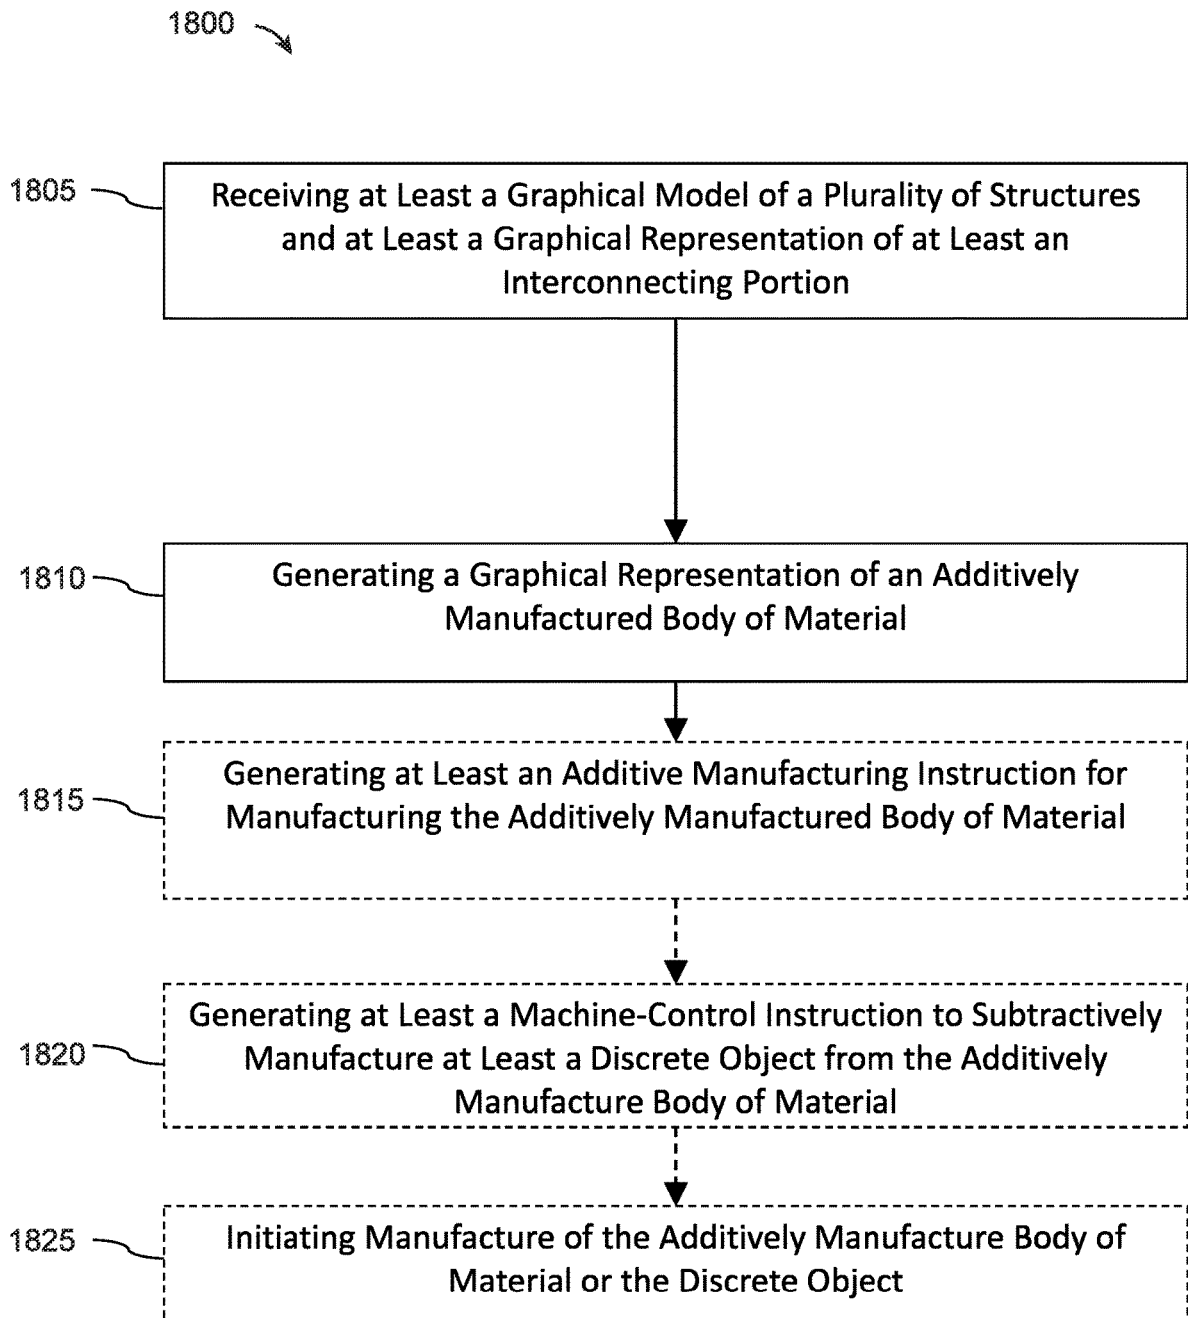 1800
1805
Receiving at Least a Graphical Model of a Plurality of Structures
and at Least a Graphical Representation of at Least an
Interconnecting Portion
1810
Generating a Graphical Representation of an Additively
Manufactured Body of Material
1815
Generating at Least an Additive Manufacturing Instruction for
Manufacturing the Additively Manufactured Body of Material
1820
Generating at Least a Machine-Control Instruction to Subtractively
Manufacture at Least a Discrete Object from the Additively
Manufacture Body of Material
1825
Initiating Manufacture of the Additively Manufacture Body of
Material or the Discrete Object